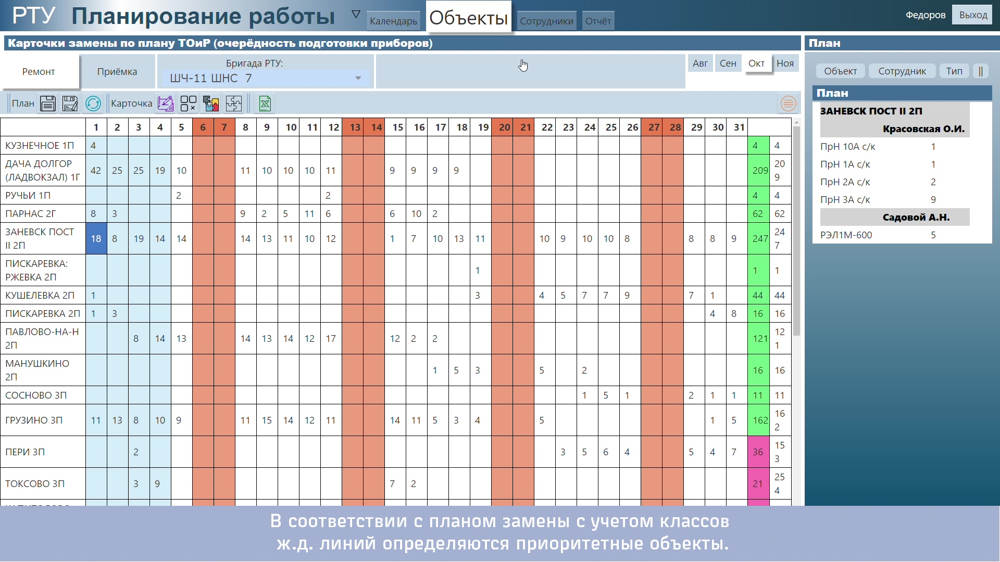 РТУ Планирование работы ▽ Календарь Объекты Сотрудники Отчёт Федоров Выход
Карточки замены по плану ТОиР (очерёдность подготовки приборов)
План
Ремонт Приёмка
Бригада РТУ:
ШЧ-11 ШНС 7
Авг Сен Окт Ноя
Объект Сотрудник Тип ||
План Карточка
1 2 3 4 5 6 7 8 9 10 11 12 13 14 15 16 17 18 19 20 21 22 23 24 25 26 27 28 29 30 31
КУЗНЕЧНОЕ 1П 4 4 4
ДАЧА ДОЛГОР
(ЛАДВОКЗАЛ) 1Г 42 25 25 19 10 11 10 10 10 11 9 9 9 9 209 209
РУЧЬИ 1П 2 2 4 4
ПАРНАС 2Г 8 3 9 2 5 11 6 6 10 2 62 62
ЗАНЕВСК ПОСТ
II 2П 18 8 19 14 14 14 13 11 10 12 1 7 10 13 11 10 9 10 10 8 8 8 9 247 247
ПИСКАРЕВКА:
РЖЕВКА 2П 1 1 1
КУШЕЛЕВКА 2П 1 3 4 5 7 7 9 7 1 44 44
ПИСКАРЕВКА 2П 1 3 4 8 16 16
ПАВЛОВО-НА-Н
2П 8 14 13 14 13 14 12 17 12 2 2 121 121
МАНУШКИНО
2П 1 5 3 5 2 16 16
СОСНОВО 3П 1 5 1 2 1 1 11 11
ГРУЗИНО 3П 11 13 8 10 9 11 15 14 12 11 14 11 5 3 4 5 1 5 162 162
ПЕРИ 3П 2 3 5 6 4 5 4 7 36 153
ТОКСОВО 3П 3 9 7 2 21 254
План
ЗАНЕВСК ПОСТ II 2П
Красовская О.И.
ПрН 10А с/к 1
ПрН 1А с/к 1
ПрН 2А с/к 2
ПрН 3А с/к 9
Садовой А.Н.
РЭЛ1М-600 5
В соответствии с планом замены с учетом классов
ж.д. линий определяются приоритетные объекты.